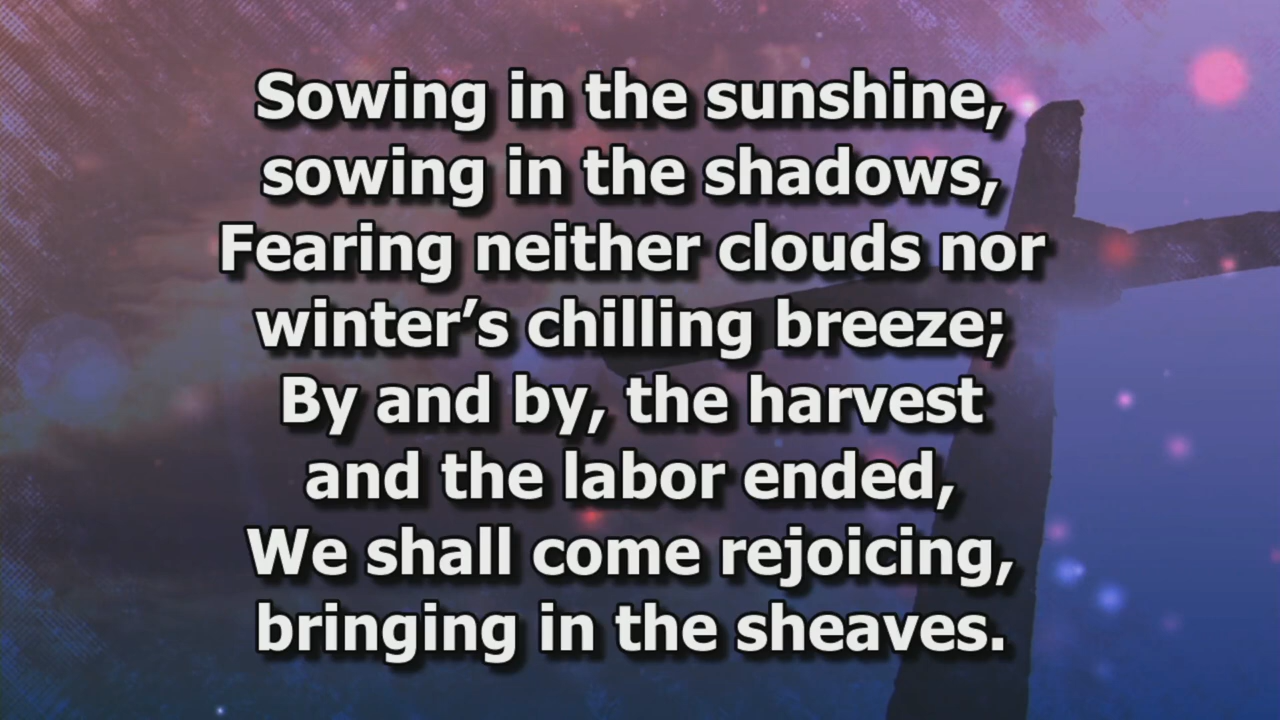 Sowing in the sunshine,
sowing in the shadows,
Fearing neither clouds nor
winter’s chilling breeze;
By and by, the harvest
and the labor ended,
We shall come rejoicing,
bringing in the sheaves.